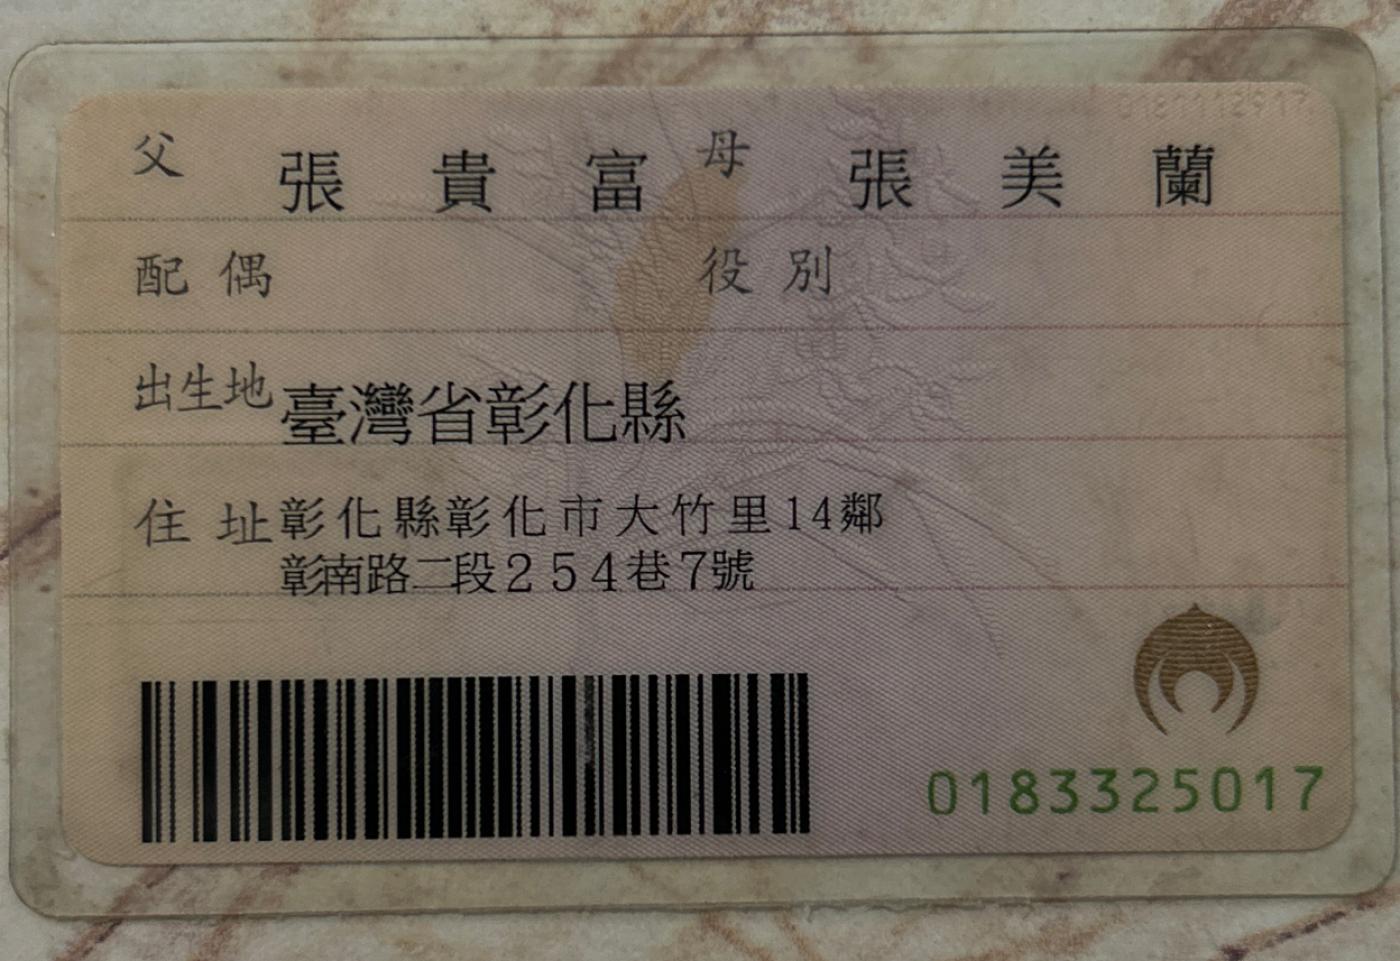 父 張貴富 母 張美蘭
配偶 役別
出生地 臺灣省彰化縣
住址 彰化縣彰化市大竹里14鄰
彰南路二段254巷7號
0183325017